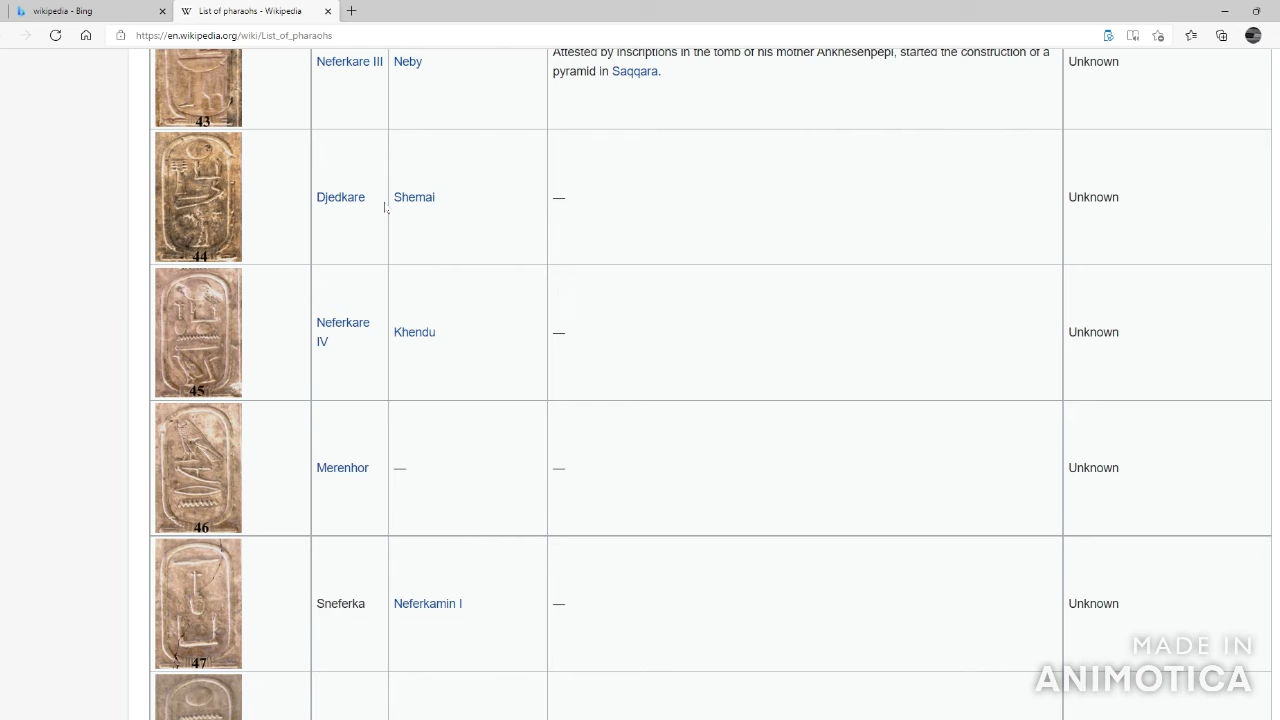 wikipedia - Bing
List of pharaohs - Wikipedia
https://en.wikipedia.org/wiki/List_of_pharaohs
Neferkare III
Neby
Attested by inscriptions in the tomb of his mother Ankhesenpepi, started the construction of a
pyramid in Saqqara.
Unknown
43
Djedkare
Shemai
—
Unknown
44
Neferkare
IV
Khendu
—
Unknown
45
Merenhor
—
—
Unknown
46
Sneferka
Neferkamin I
—
Unknown
47
MADE IN
ANIMOTICA